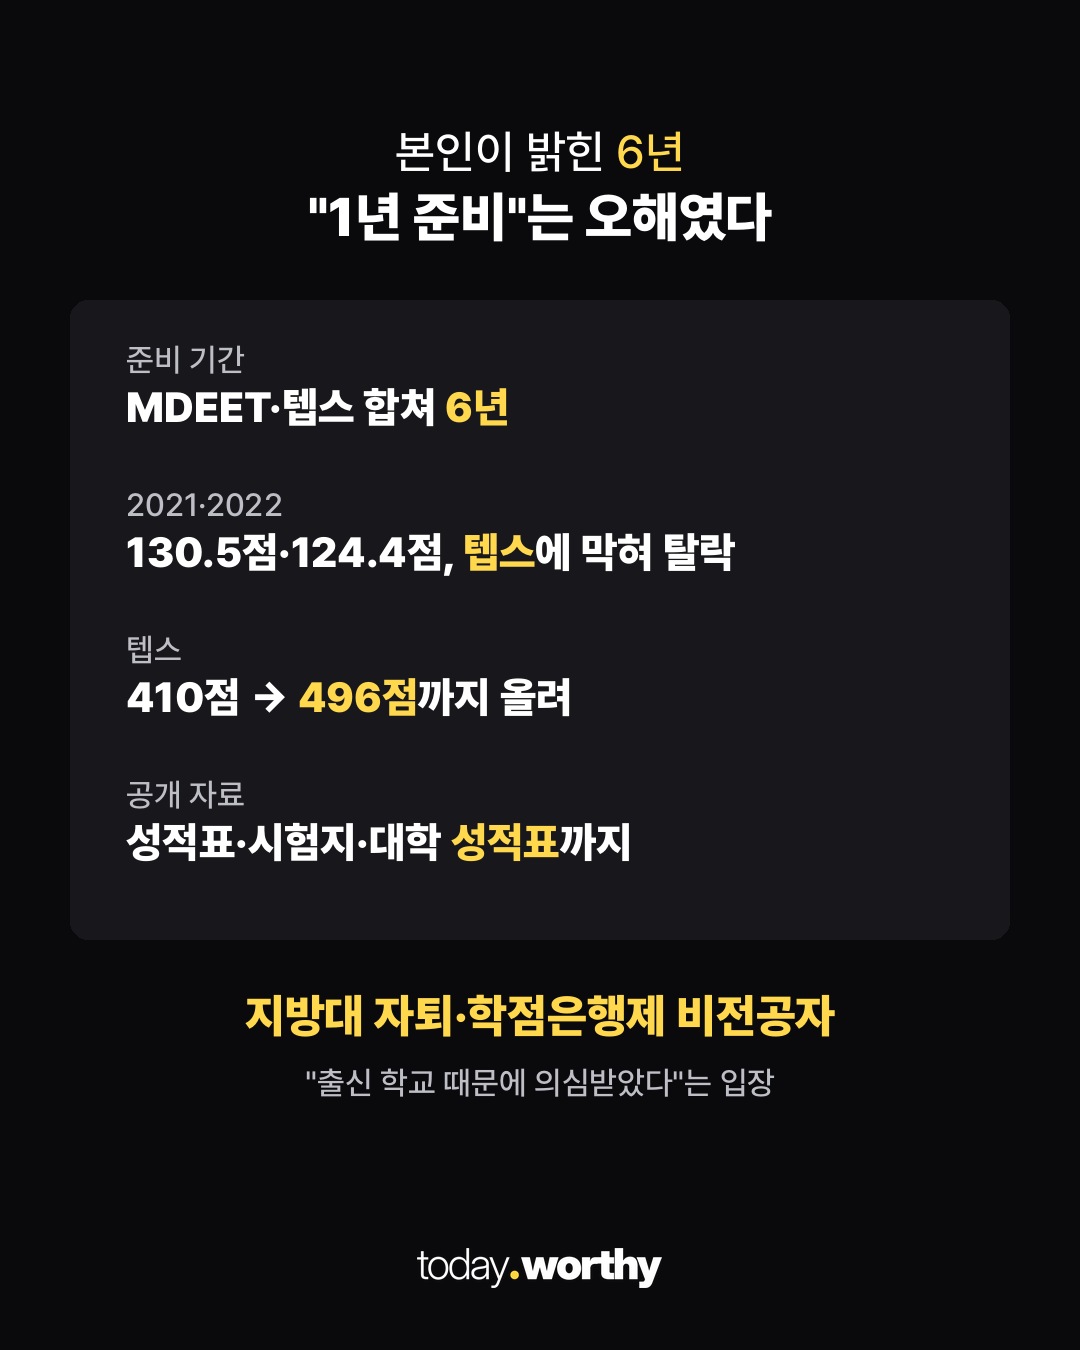 본인이 밝힌 6년
"1년 준비"는 오해였다
준비 기간
MDEET·텝스 합쳐 6년
2021·2022
130.5점·124.4점, 텝스에 막혀 탈락
텝스
410점 → 496점까지 올려
공개 자료
성적표·시험지·대학 성적표까지
지방대 자퇴·학점은행제 비전공자
"출신 학교 때문에 의심받았다"는 입장
today.worthy